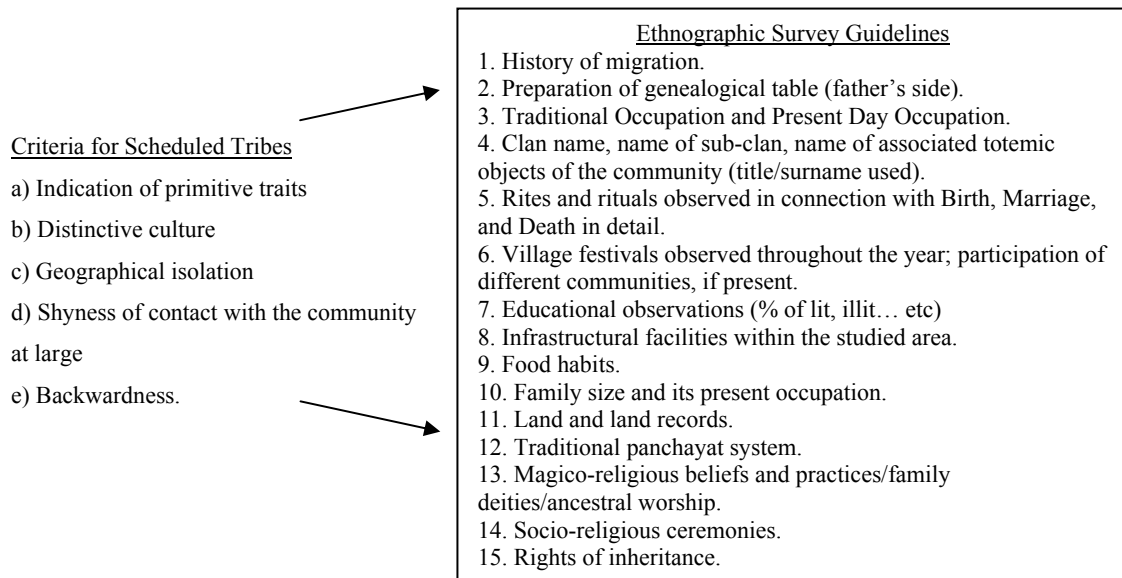 Criteria for Scheduled Tribes
a) Indication of primitive traits
b) Distinctive culture
c) Geographical isolation
d) Shyness of contact with the community
at large
e) Backwardness.
Ethnographic Survey Guidelines
1. History of migration.
2. Preparation of genealogical table (father’s side).
3. Traditional Occupation and Present Day Occupation.
4. Clan name, name of sub-clan, name of associated totemic
objects of the community (title/surname used).
5. Rites and rituals observed in connection with Birth, Marriage,
and Death in detail.
6. Village festivals observed throughout the year; participation of
different communities, if present.
7. Educational observations (% of lit, illit… etc)
8. Infrastructural facilities within the studied area.
9. Food habits.
10. Family size and its present occupation.
11. Land and land records.
12. Traditional panchayat system.
13. Magico-religious beliefs and practices/family
deities/ancestral worship.
14. Socio-religious ceremonies.
15. Rights of inheritance.